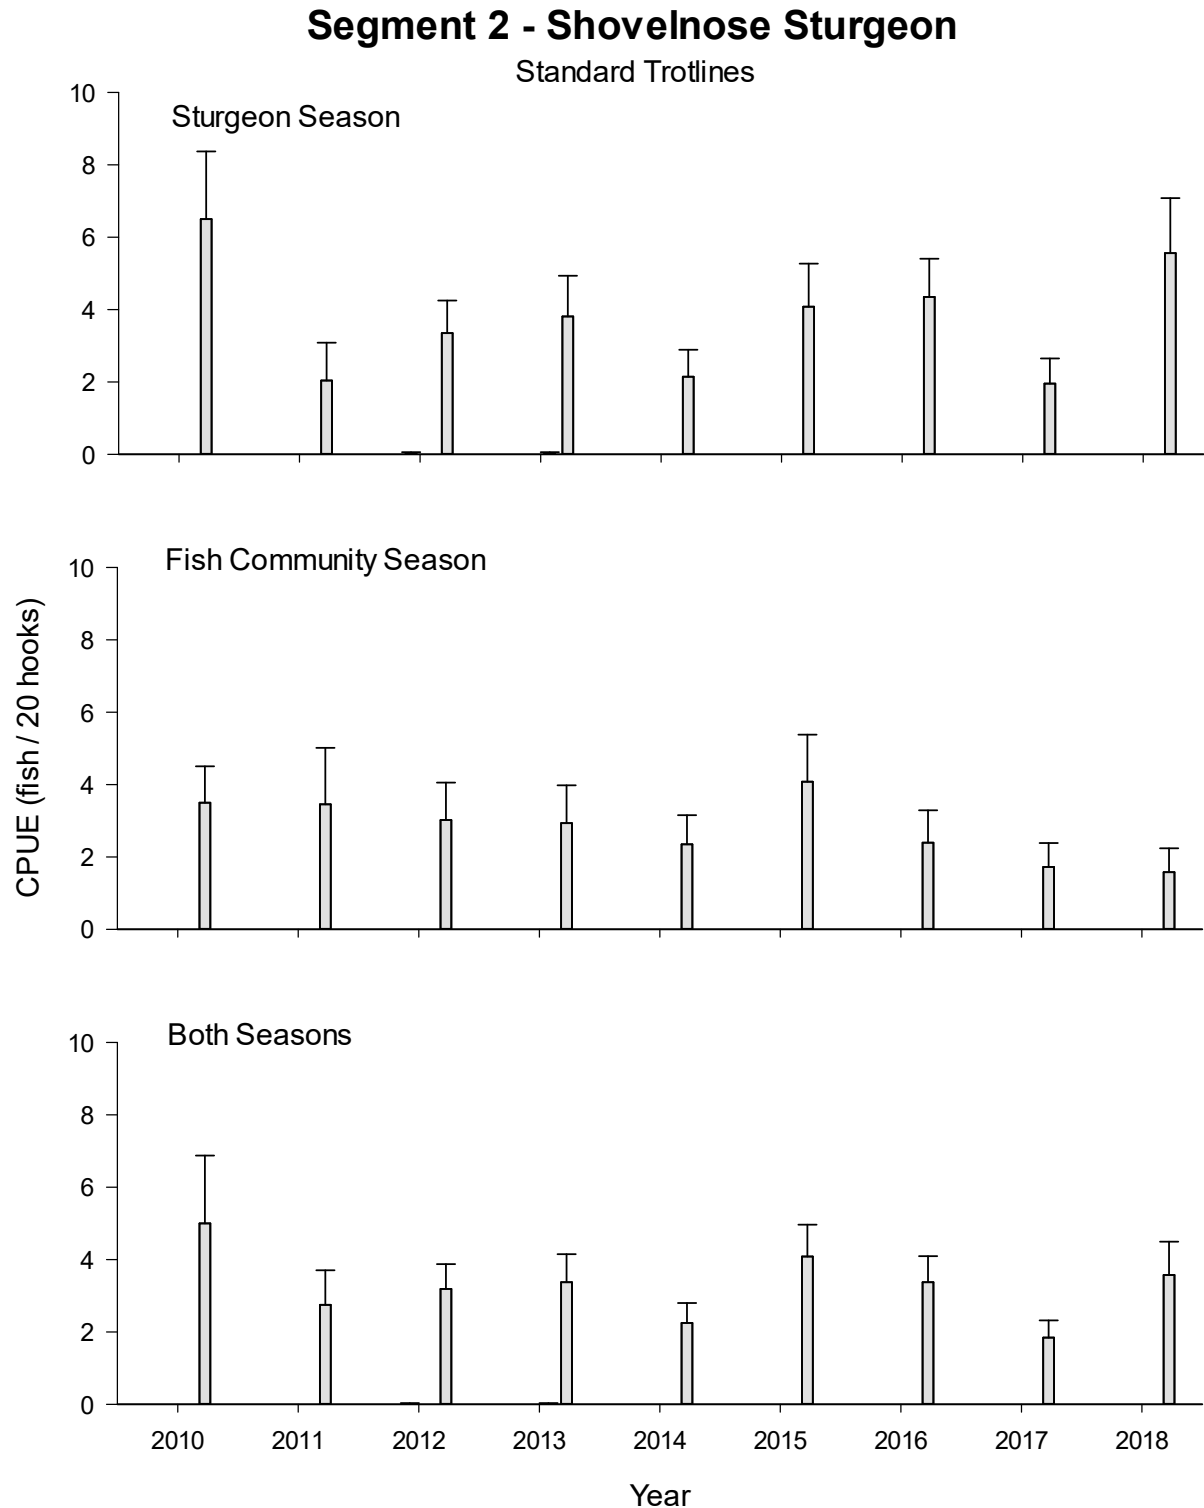 Segment 2 - Shovelnose Sturgeon
Standard Trotlines
Sturgeon Season
10
8
6
4
2
0
Fish Community Season
10
8
6
4
2
0
CPUE (fish / 20 hooks)
Both Seasons
10
8
6
4
2
0
2010 2011 2012 2013 2014 2015 2016 2017 2018
Year